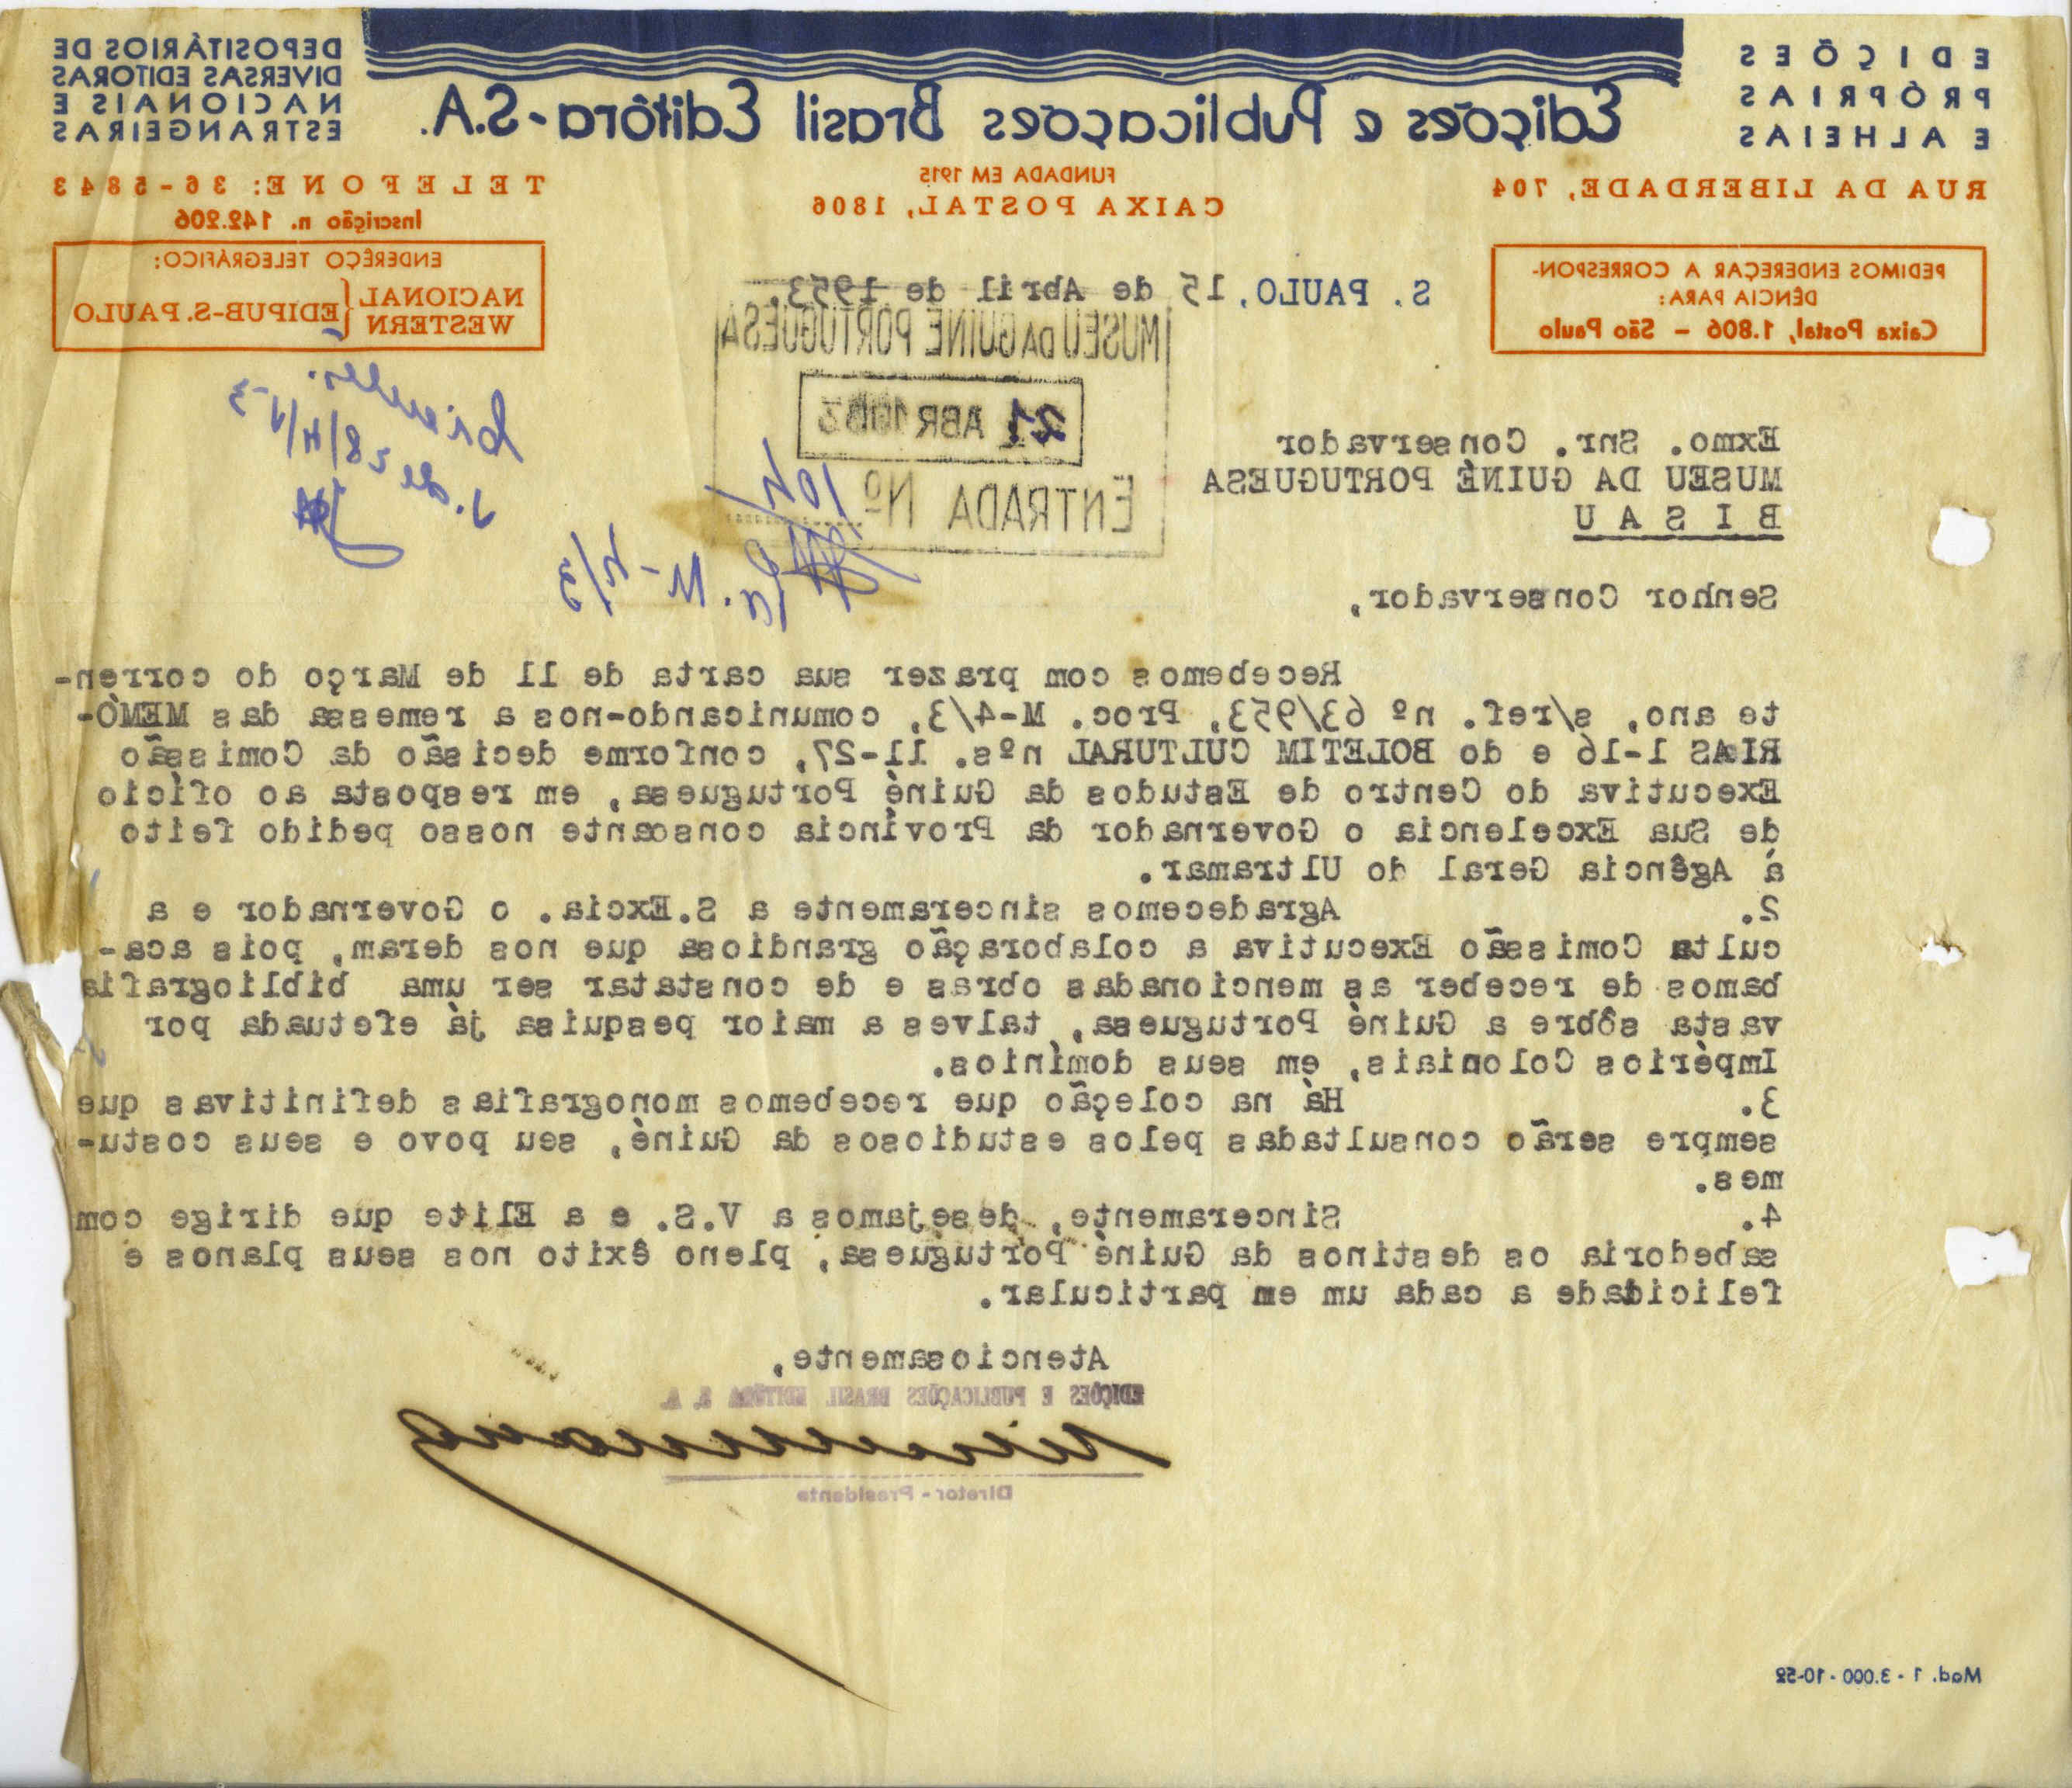 EDIÇÕES
PRÓPRIAS
E ALHEIAS
Edições e Publicações Brasil Editôra-S.A.
DEPOSITÁRIOS DE
DIVERSAS EDITORAS
NACIONAIS E
ESTRANGEIRAS
RUA DA LIBERDADE, 704
FUNDADA EM 1915
CAIXA POSTAL, 1806
TELEFONE: 36-5843
Inscrição n. 142.206
PEDIMOS ENDEREÇAR A CORRESPON-
DÊNCIA PARA:
Caixa Postal, 1.806 - São Paulo
ENDERÊÇO TELEGRÁFICO:
NACIONAL
WESTERN
EDIPUB-S. PAULO
S. PAULO, 15 de Abril de 1953.
MUSEU DA GUINÉ PORTUGUESA
21 ABR 1953
ENTRADA Nº 104
P. M-4/3
28/4/53
Exmo. Snr. Conservador
MUSEU DA GUINÉ PORTUGUESA
BISAU
Senhor Conservador,
Recebemos com prazer sua carta de 11 de Março do corren-
te ano, s/ref. nº 63/953, Proc. M-4/3, comunicando-nos a remessa das MEMÓ-
RIAS 1-16 e do BOLETIM CULTURAL nºs. 11-27, conforme decisão da Comissão
Executiva do Centro de Estudos da Guiné Portuguesa, em resposta ao ofício
de Sua Excelencia o Governador da Província consoante nosso pedido feito
á Agência Geral do Ultramar.
2. Agradecemos sinceramente a S.Excia. o Governador e a
culta Comissão Executiva a colaboração grandiosa que nos deram, pois aca-
bamos de receber as mencionadas obras e de constatar ser uma bibliografia
vasta sôbre a Guiné Portuguesa, talves a maior pesquisa já efetuada por
Impérios Coloniais, em seus domínios.
3. Há na coleção que recebemos monografias definitivas que
sempre serão consultadas pelos estudiosos da Guiné, seu povo e seus costu-
mes.
4. Sinceramente, desejamos a V.S. e a Elite que dirige com
sabedoria os destinos da Guiné Portuguesa, pleno êxito nos seus planos e
felicidade a cada um em particular.
Atenciosamente,
EDIÇÕES E PUBLICAÇÕES BRASIL EDITÔRA S. A.
Diretor - Presidente
Mod. 1 - 3.000 - 10-52